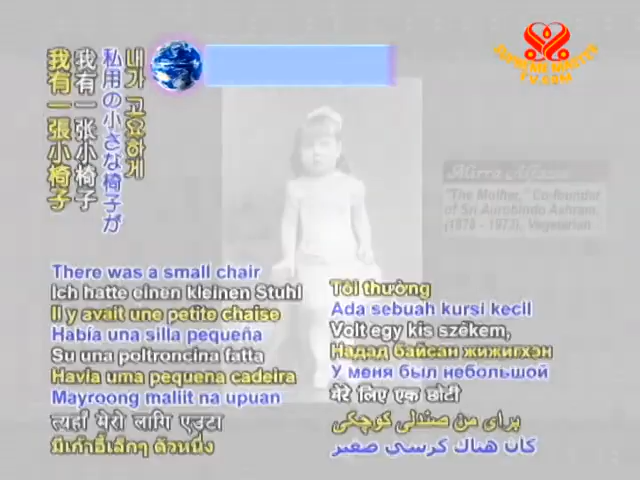 SUPREME MASTER
TV.COM
내가 고요하게
私用の小さな椅子が
我有一张小椅子
我有一張小椅子
Mirra Alfassa
"The Mother," Co-founder
of Sri Aurobindo Ashram,
(1878 - 1973), Vegetarian
There was a small chair
Ich hatte einen kleinen Stuhl
Il y avait une petite chaise
Había una silla pequeña
Su una poltroncina fatta
Havia uma pequena cadeira
Mayroong maliit na upuan
त्यहाँ मेरो लागि एउटा
มีเก้าอี้เล็กๆ ตัวหนึ่ง
Tôi thường
Ada sebuah kursi kecil
Volt egy kis székem,
Надад байсан жижигхэн
У меня был небольшой
मेरे लिए एक छोटी
برای من صندلی کوچکی
كان هناك كرسي صغير